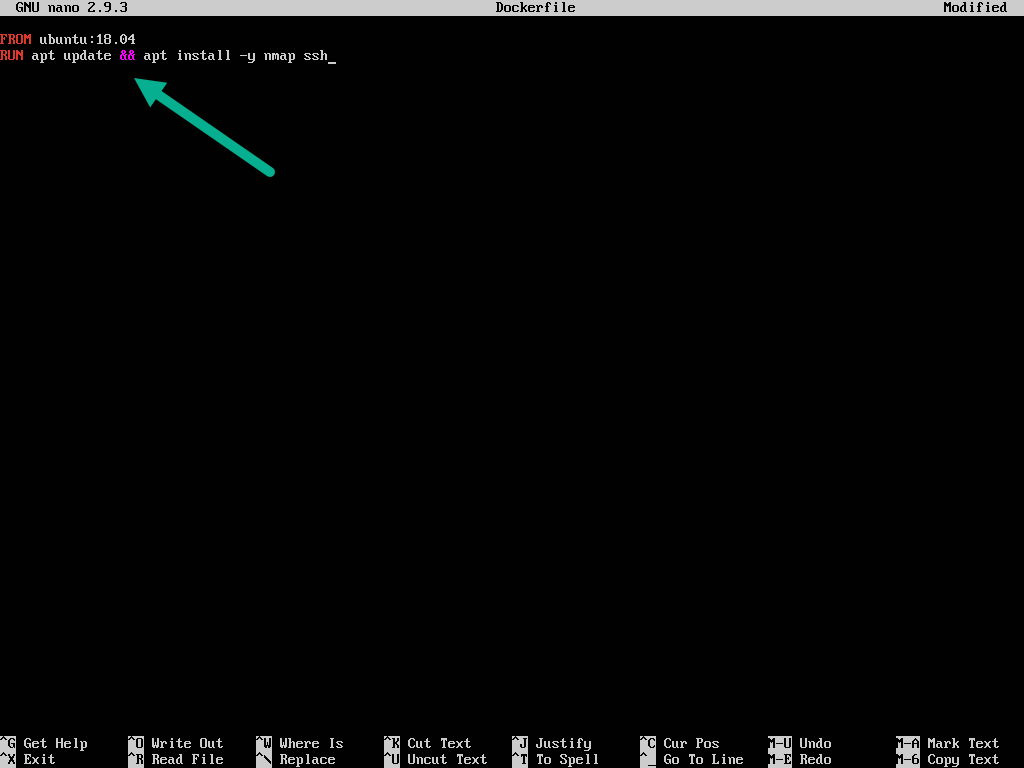 GNU nano 2.9.3 Dockerfile Modified
FROM ubuntu:18.04
RUN apt update && apt install -y nmap ssh_
^G Get Help ^O Write Out ^W Where Is ^K Cut Text ^J Justify ^C Cur Pos M-U Undo M-A Mark Text
^X Exit ^R Read File ^\ Replace ^U Uncut Text ^T To Spell ^_ Go To Line M-E Redo M-6 Copy Text